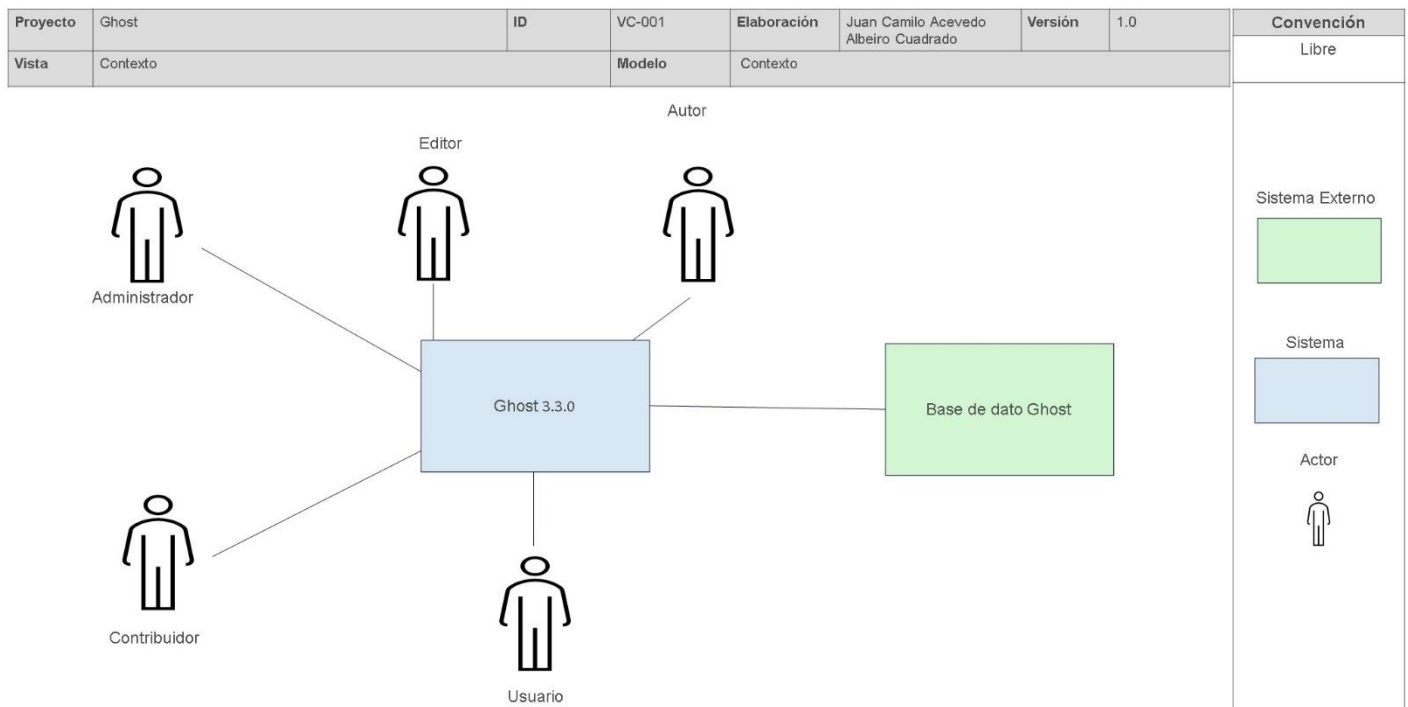 Proyecto Ghost ID VC-001 Elaboración Juan Camilo Acevedo Versión 1.0
Albeiro Cuadrado
Vista Contexto Modelo Contexto
Convención
Libre
Autor
Editor
Administrador
Ghost 3.3.0
Base de dato Ghost
Contribuidor
Usuario
Sistema Externo
Sistema
Actor